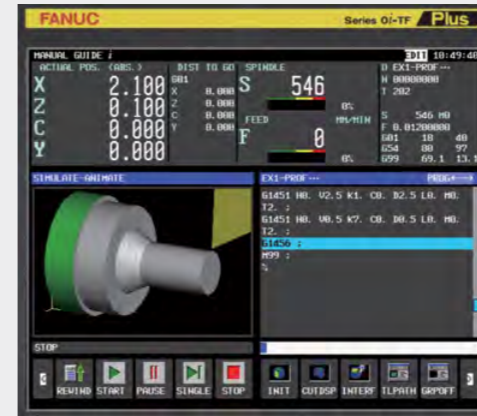 FANUC
Series 0i-TF Plus
MANUAL GUIDE i
EDIT 10:49:40
ACTUAL POS. (ABS.) DIST TO GO SPINDLE
X 2.100
Z 0.100
C 0.000
Y 0.000
G01
X 0.000
Z 0.000
C 0.000
Y 0.000
S 546
0%
FEED MM/MIN
F 0
0%
O EX1-PROF---
N 00000000
T 202
S 546 M0
F 0.01200000
G01 18 40
G54 80 97
G99 69.1 13.1
SIMULATE-ANIMATE
EX1-PROF--- PROG
G1451 H0. V2.5 K1. C0. D2.5 L0. M0.
T2. ;
G1451 H0. V0.5 K7. C0. D0.5 L0. M0.
T2. ;
G1456 ;
M99 ;
%
STOP
REWIND START PAUSE SINGLE STOP INIT CUTDSP INTERF TLPATH GRPOFF